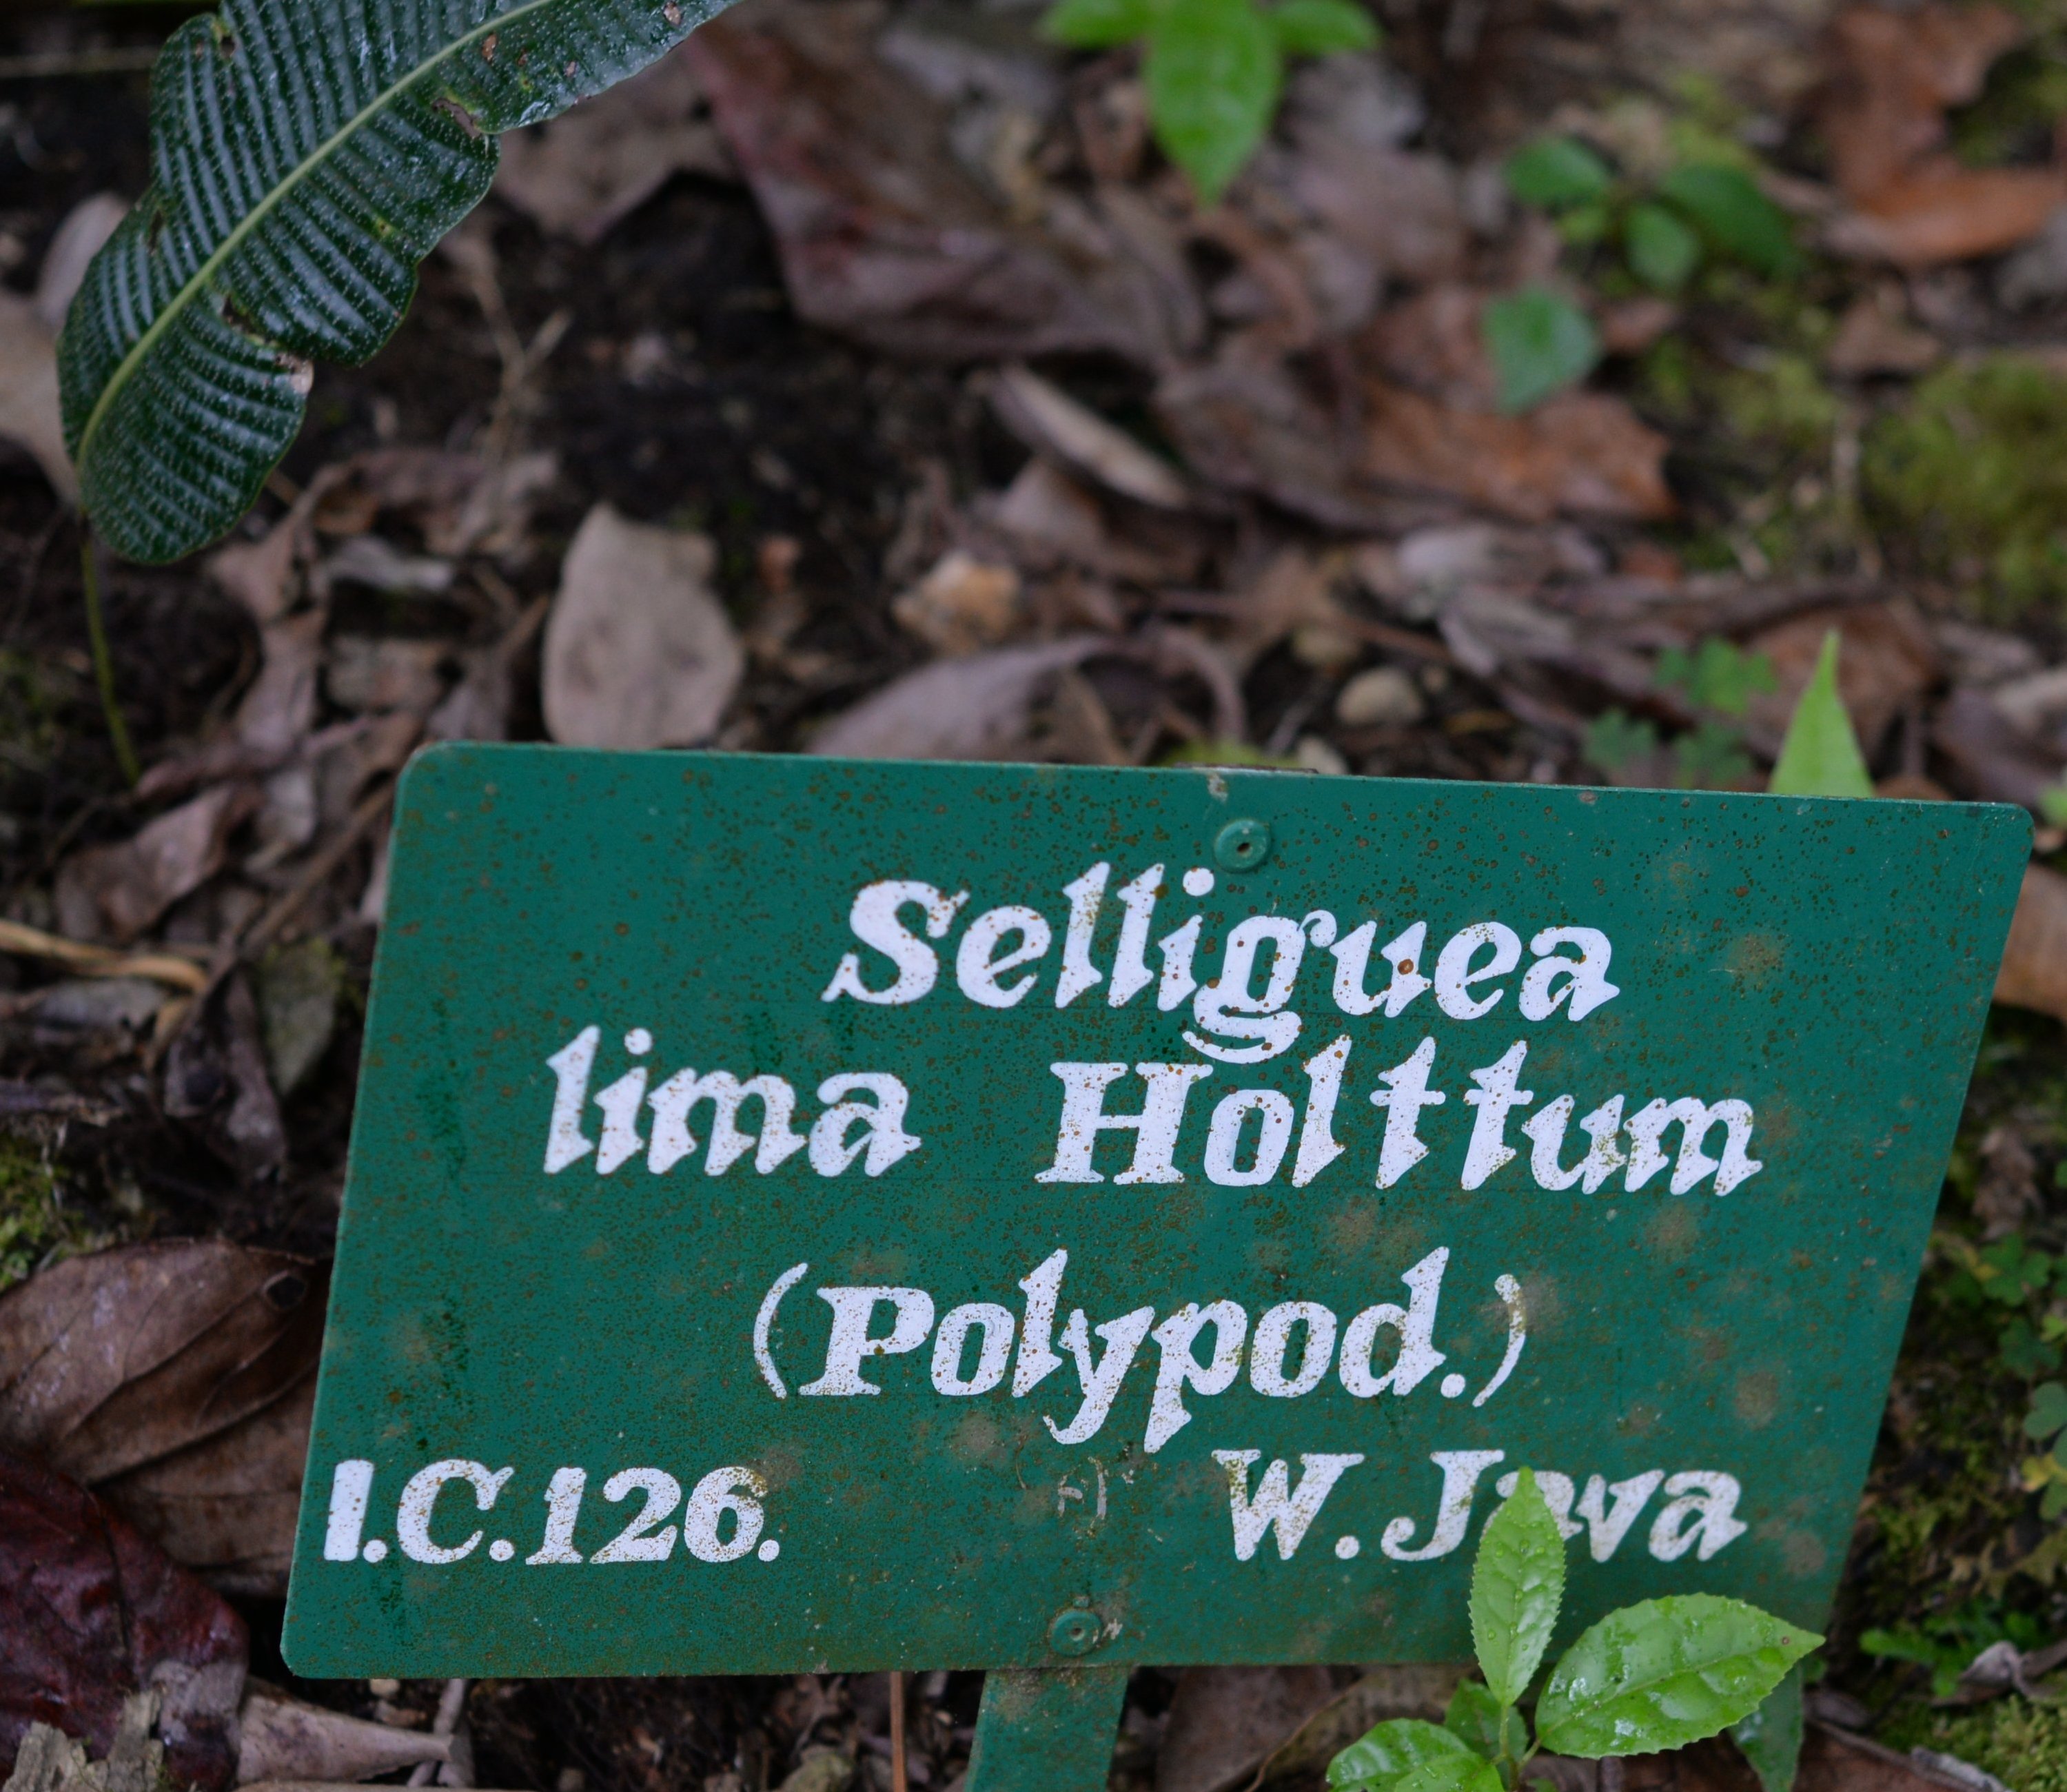 Selliguea
lima Holttum
(Polypod.)
I.C.126. W.Java